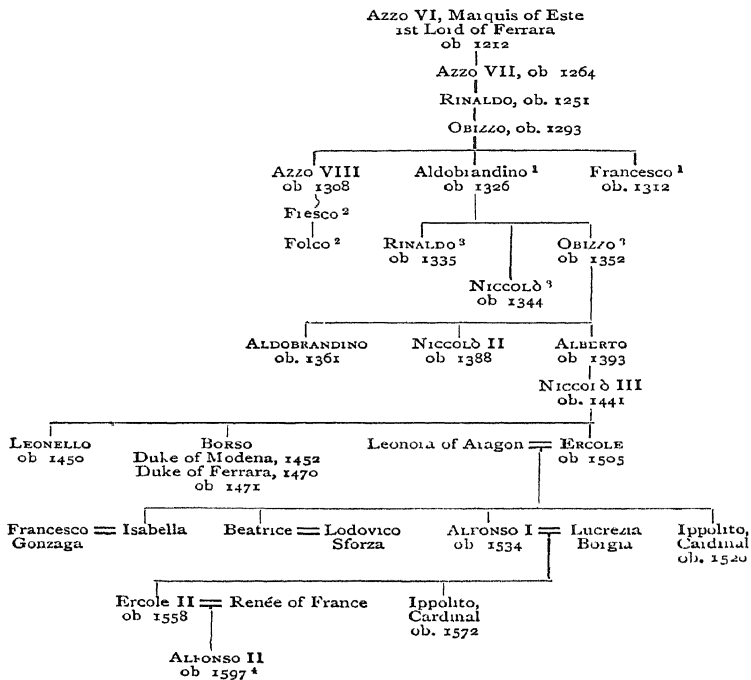 Azzo VI, Marquis of Este
1st Lord of Ferrara
ob 1212
Azzo VII, ob 1264
Rinaldo, ob. 1251
Obizzo, ob. 1293
Azzo VIII
ob 1308
Aldobrandino 1
ob 1326
Francesco 1
ob. 1312
Fresco 2
Folco 2
Rinaldo 3
ob 1335
Obizzo 3
ob 1352
Niccolò 3
ob 1344
Aldobrandino
ob. 1361
Niccolò II
ob 1388
Alberto
ob 1393
Niccolò III
ob. 1441
Leonello
ob 1450
Borso
Duke of Modena, 1452
Duke of Ferrara, 1470
ob 1471
Leonora of Aragon = Ercole
ob 1505
Francesco = Isabella
Gonzaga
Beatrice = Lodovico
Sforza
Alfonso I = Lucrezia
ob 1534 Borgia
Ippolito,
Cardinal
ob. 1520
Ercole II = Renée of France
ob 1558
Ippolito,
Cardinal
ob. 1572
Alfonso II
ob 1597 4